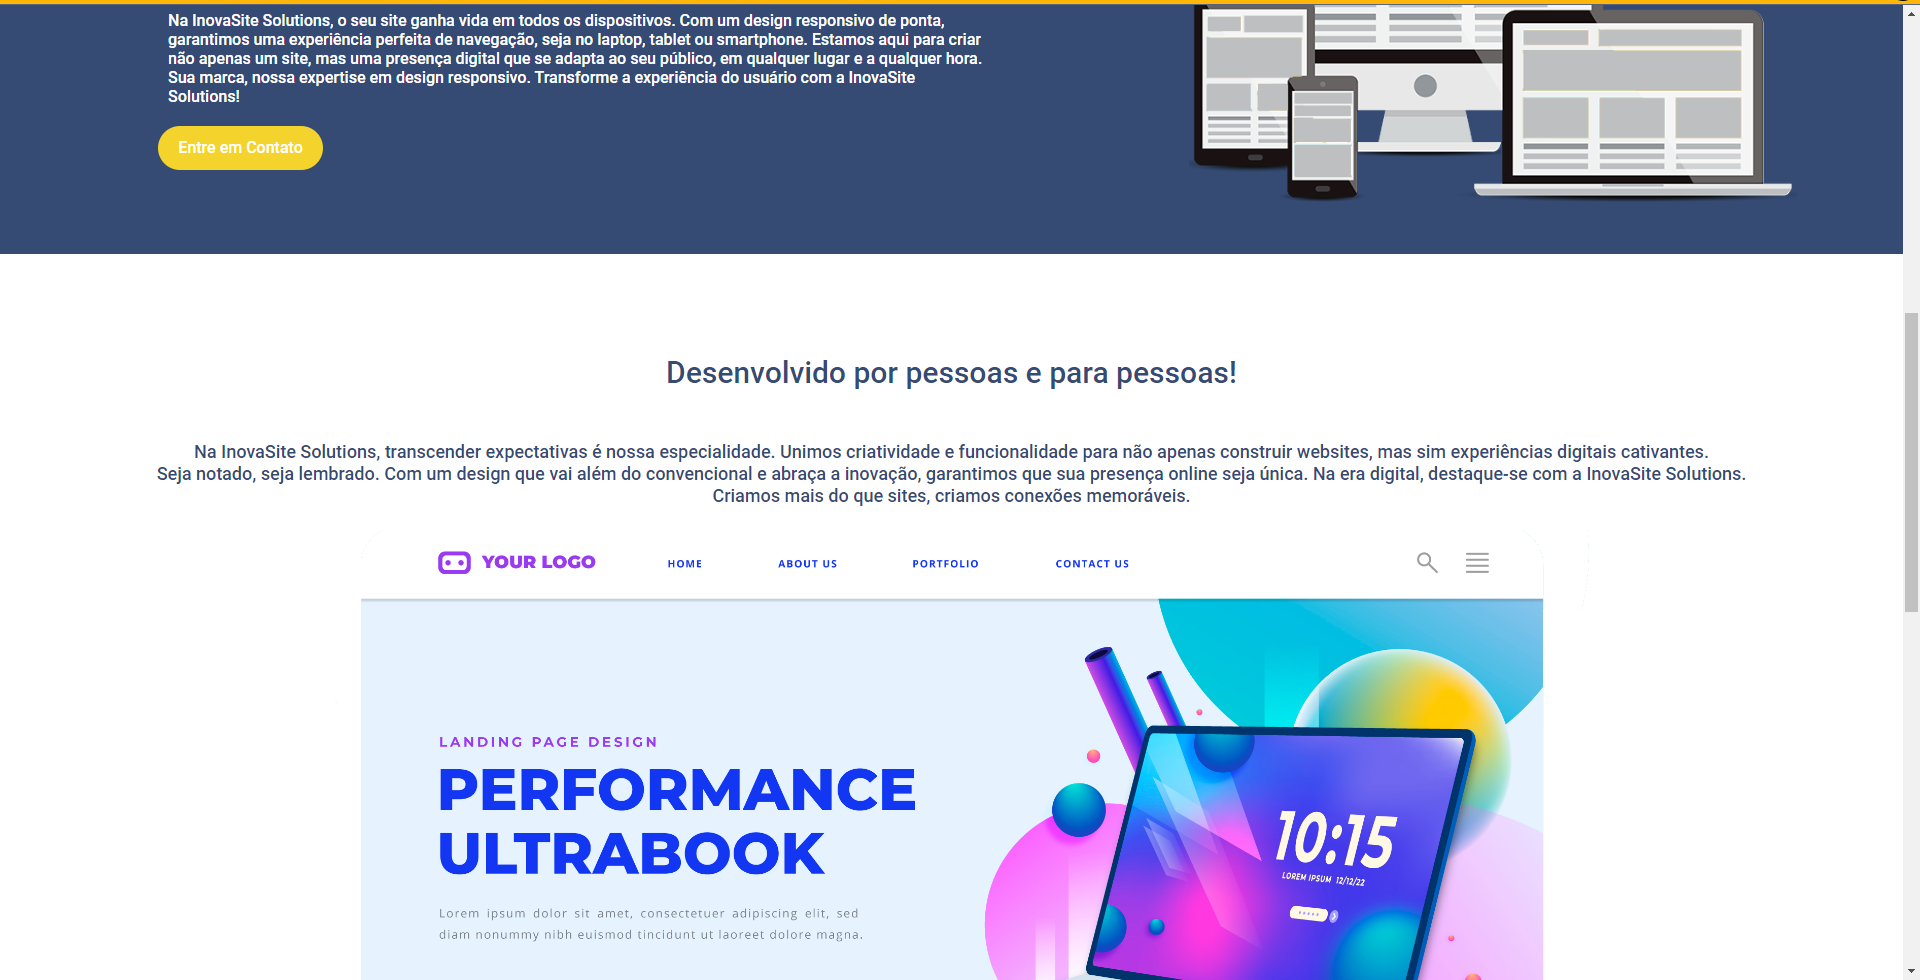 Na InovaSite Solutions, o seu site ganha vida em todos os dispositivos. Com um design responsivo de ponta,
garantimos uma experiência perfeita de navegação, seja no laptop, tablet ou smartphone. Estamos aqui para criar
não apenas um site, mas uma presença digital que se adapta ao seu público, em qualquer lugar e a qualquer hora.
Sua marca, nossa expertise em design responsivo. Transforme a experiência do usuário com a InovaSite
Solutions!
Entre em Contato
Desenvolvido por pessoas e para pessoas!
Na InovaSite Solutions, transcender expectativas é nossa especialidade. Unimos criatividade e funcionalidade para não apenas construir websites, mas sim experiências digitais cativantes.
Seja notado, seja lembrado. Com um design que vai além do convencional e abraça a inovação, garantimos que sua presença online seja única. Na era digital, destaque-se com a InovaSite Solutions.
Criamos mais do que sites, criamos conexões memoráveis.
YOUR LOGO HOME ABOUT US PORTFOLIO CONTACT US
LANDING PAGE DESIGN
PERFORMANCE
ULTRABOOK
Lorem ipsum dolor sit amet, consectetuer adipiscing elit, sed
diam nonummy nibh euismod tincidunt ut laoreet dolore magna.
10:15
LOREM IPSUM 12/12/22